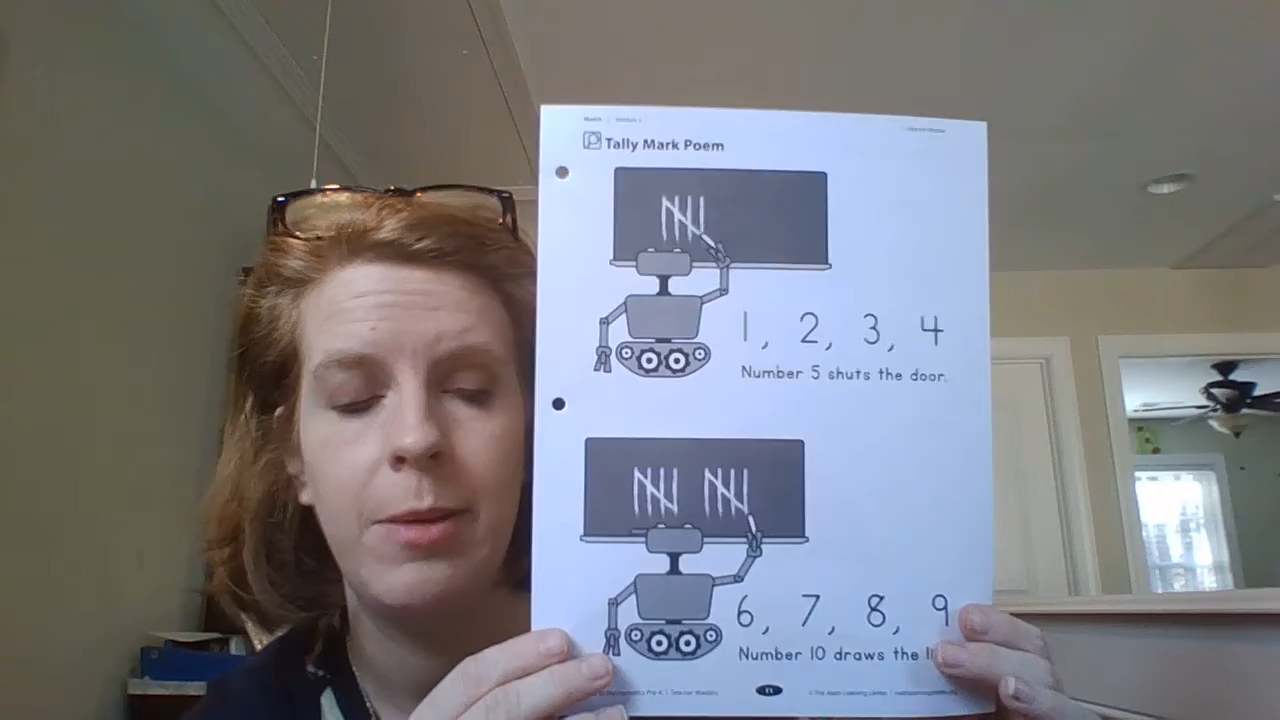 Tally Mark Poem
1, 2, 3, 4
Number 5 shuts the door.
6, 7, 8, 9
Number 10 draws the